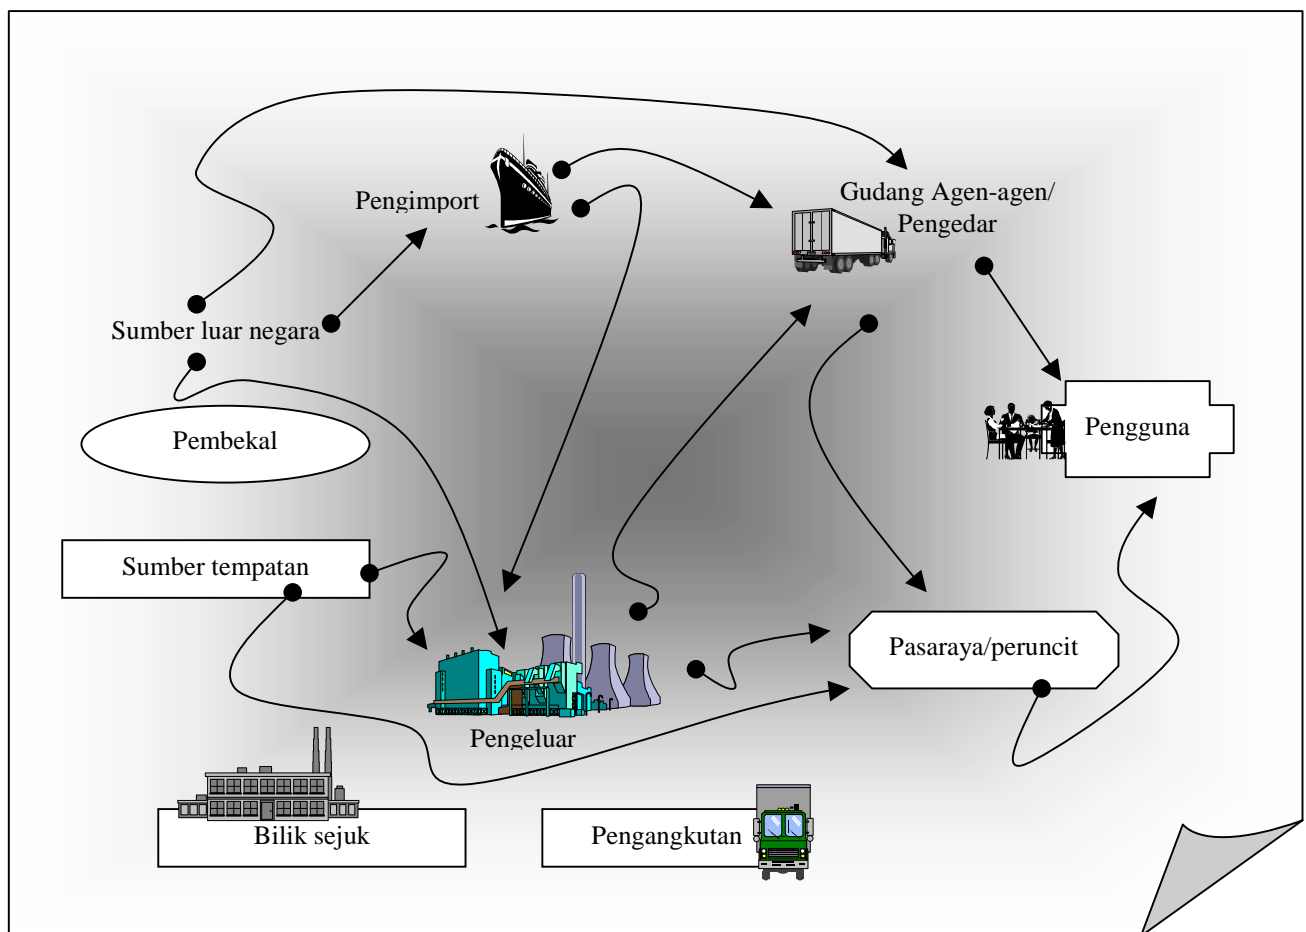 Pengimport
Gudang Agen-agen/
Pengedar
Sumber luar negara
Pembekal
Pengguna
Sumber tempatan
Pasaraya/peruncit
Pengeluar
Bilik sejuk
Pengangkutan